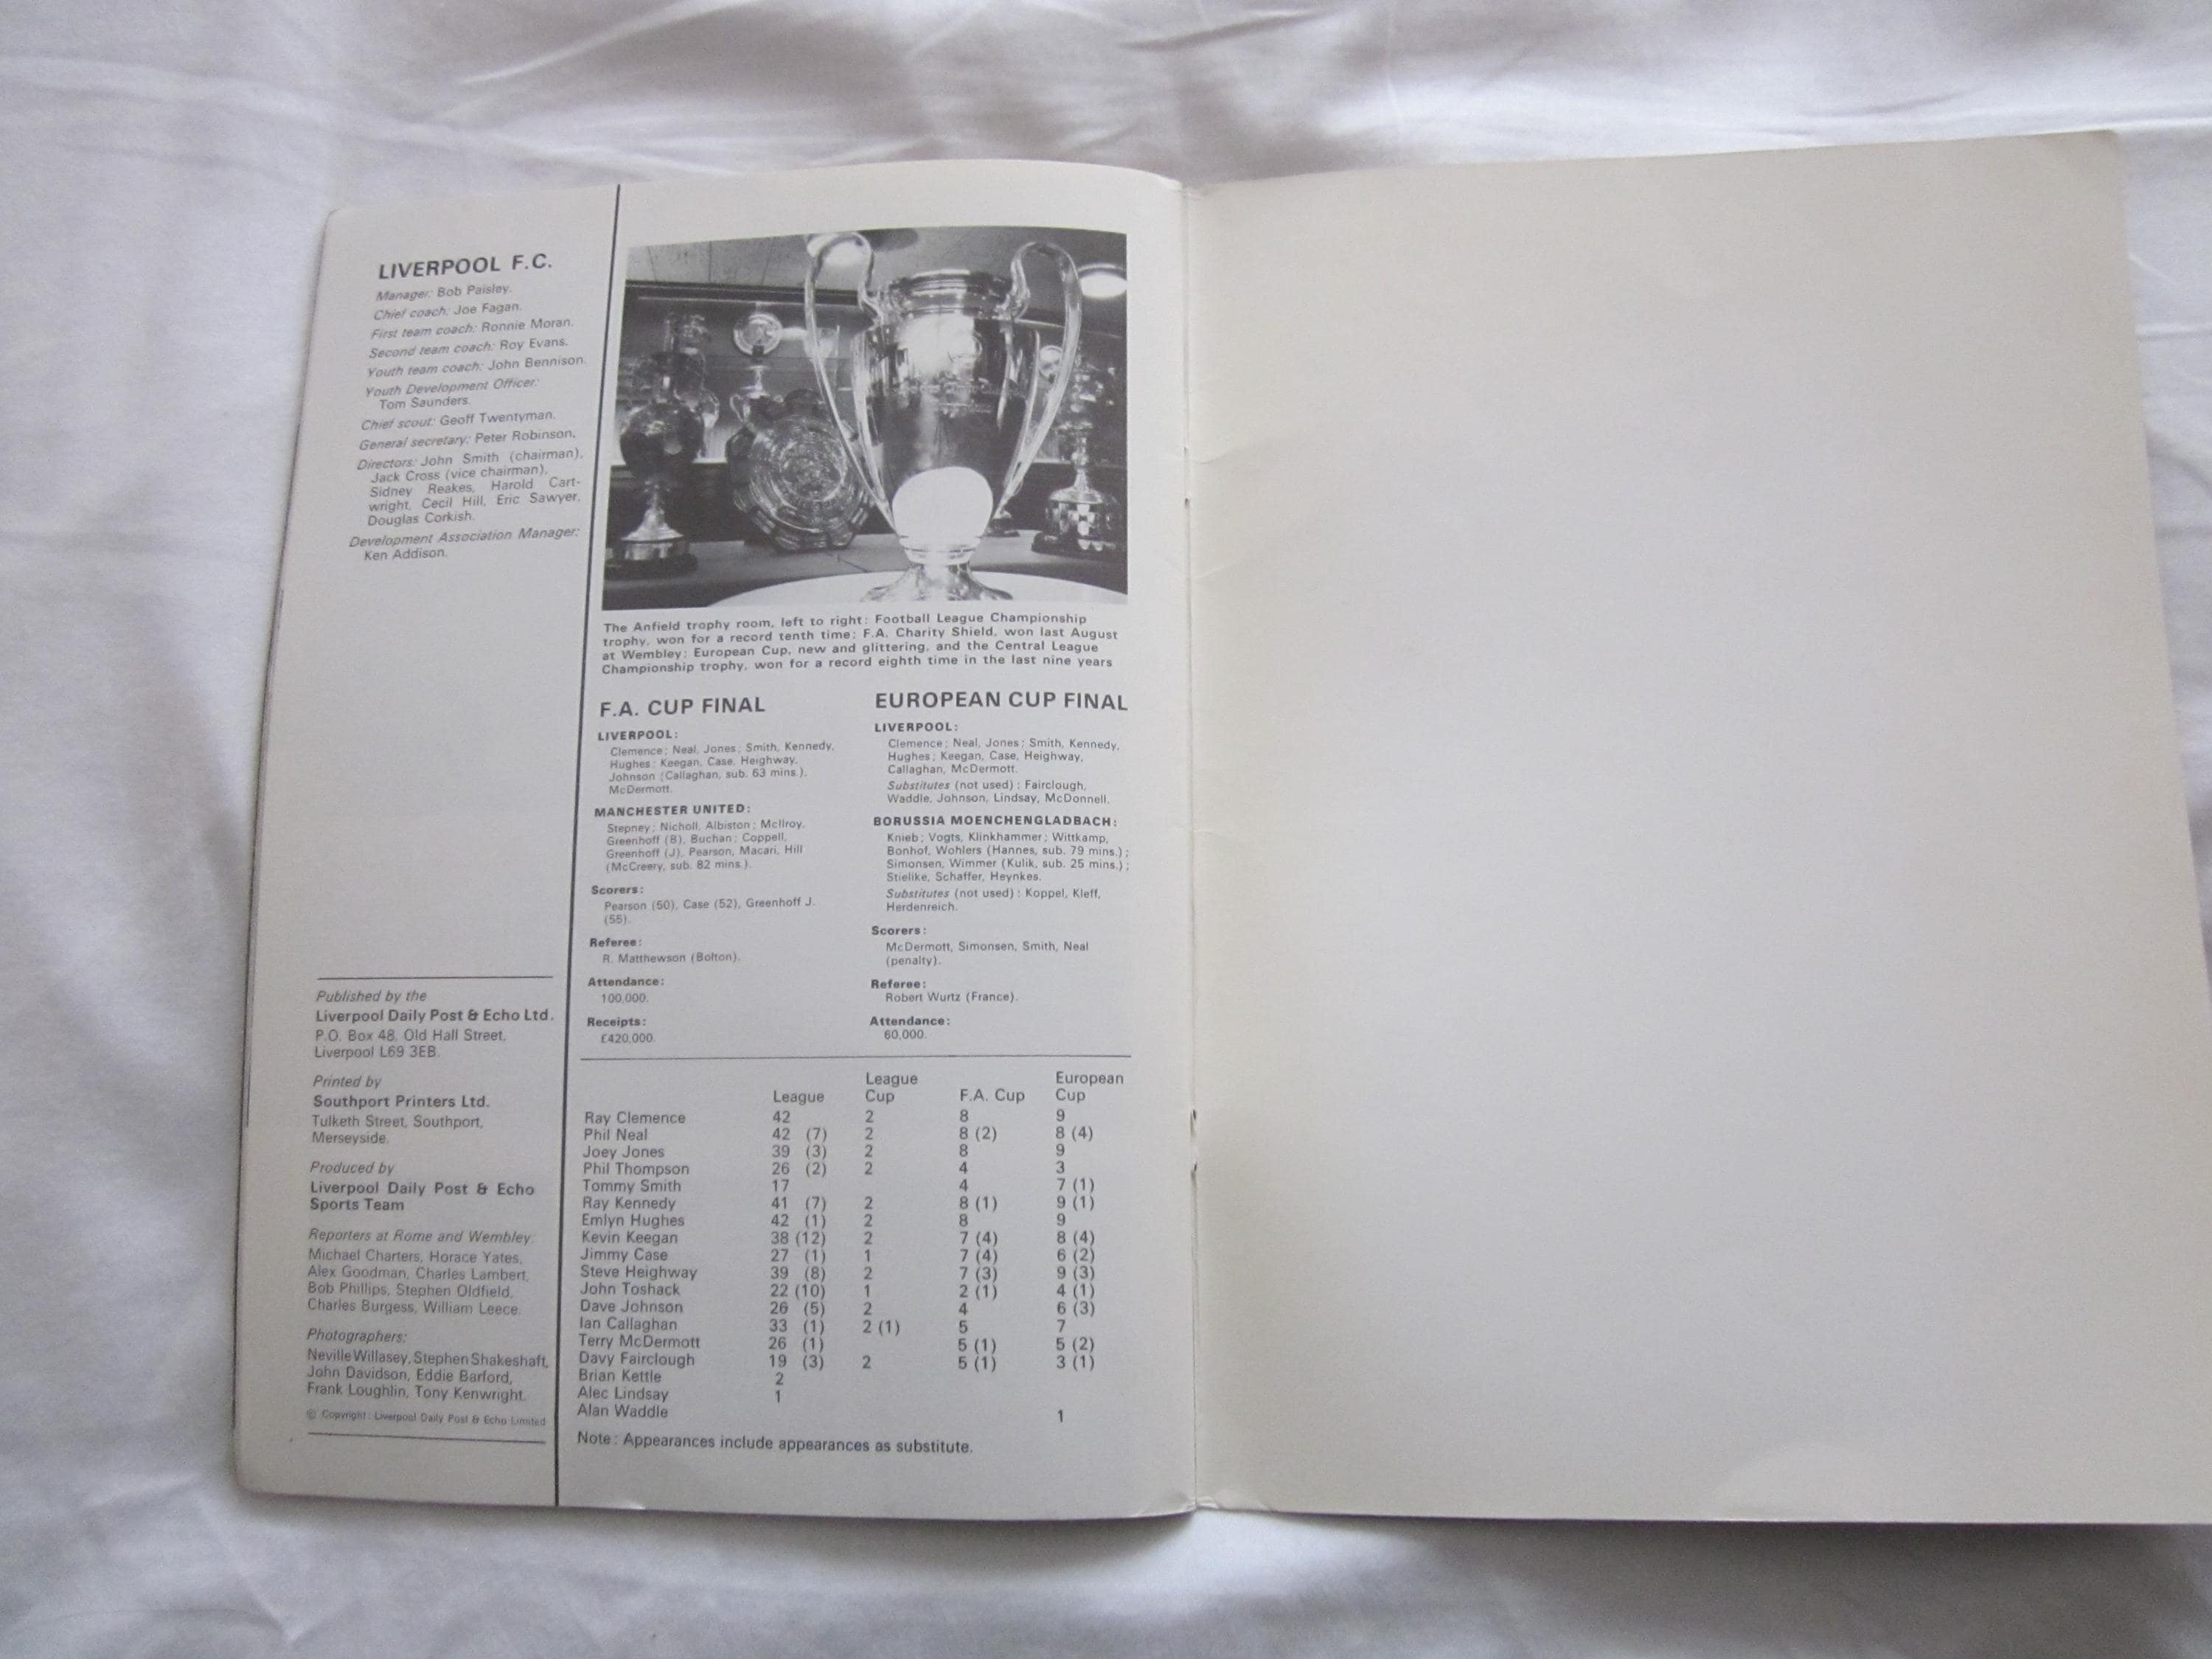 LIVERPOOL F.C.
Manager: Bob Paisley.
Chief coach: Joe Fagan.
First team coach: Ronnie Moran.
Second team coach: Roy Evans.
Youth team coach: John Bennison.
Youth Development Officer:
Tom Saunders.
Chief scout: Geoff Twentyman.
General secretary: Peter Robinson.
Directors: John Smith (chairman),
Jack Cross (vice chairman),
Sidney Reakes, Harold Cart-
wright, Cecil Hill, Eric Sawyer,
Douglas Corkish.
Development Association Manager:
Ken Addison.
Published by the
Liverpool Daily Post & Echo Ltd.
P.O. Box 48, Old Hall Street,
Liverpool L69 3EB.
Printed by
Southport Printers Ltd.
Tulketh Street, Southport,
Merseyside.
Produced by
Liverpool Daily Post & Echo
Sports Team
Reporters at Rome and Wembley:
Michael Charters, Horace Yates,
Alex Goodman, Charles Lambert,
Bob Phillips, Stephen Oldfield,
Charles Burgess, William Leece.
Photographers:
Neville Willasey, Stephen Shakeshaft,
John Davidson, Eddie Barford,
Frank Loughlin, Tony Kenwright.
© Copyright: Liverpool Daily Post & Echo Limited
The Anfield trophy room, left to right: Football League Championship
trophy, won for a record tenth time; F.A. Charity Shield, won last August
at Wembley; European Cup, new and glittering, and the Central League
Championship trophy, won for a record eighth time in the last nine years
F.A. CUP FINAL
LIVERPOOL:
Clemence; Neal, Jones; Smith, Kennedy,
Hughes; Keegan, Case, Heighway,
Johnson (Callaghan, sub. 63 mins.),
McDermott.
MANCHESTER UNITED:
Stepney; Nicholl, Albiston; McIlroy,
Greenhoff (B), Buchan; Coppell,
Greenhoff (J), Pearson, Macari, Hill
(McCreery, sub. 82 mins.).
Scorers:
Pearson (50), Case (52), Greenhoff J.
(55).
Referee:
R. Matthewson (Bolton).
Attendance:
100,000.
Receipts:
£420,000.
EUROPEAN CUP FINAL
LIVERPOOL:
Clemence; Neal, Jones; Smith, Kennedy,
Hughes; Keegan, Case, Heighway,
Callaghan, McDermott.
Substitutes (not used): Fairclough,
Waddle, Johnson, Lindsay, McDonnell.
BORUSSIA MOENCHENGLADBACH:
Knieb; Vogts, Klinkhammer; Wittkamp,
Bonhof, Wohlers (Hannes, sub. 79 mins.);
Simonsen, Wimmer (Kulik, sub. 25 mins.);
Stielike, Schaffer, Heynkes.
Substitutes (not used): Koppel, Kleff,
Herdenreich.
Scorers:
McDermott, Simonsen, Smith, Neal
(penalty).
Referee:
Robert Wurtz (France).
Attendance:
60,000.
League League Cup F.A. Cup European Cup
Ray Clemence 42 2 8 9
Phil Neal 42 (7) 2 8 (2) 8 (4)
Joey Jones 39 (3) 2 8 9
Phil Thompson 26 (2) 2 4 3
Tommy Smith 17 4 7 (1)
Ray Kennedy 41 (7) 2 8 (1) 9 (1)
Emlyn Hughes 42 (1) 2 8 9
Kevin Keegan 38 (12) 2 7 (4) 8 (4)
Jimmy Case 27 (1) 1 7 (4) 6 (2)
Steve Heighway 39 (8) 2 7 (3) 9 (3)
John Toshack 22 (10) 1 2 (1) 4 (1)
Dave Johnson 26 (5) 2 4 6 (3)
Ian Callaghan 33 (1) 2 (1) 5 7
Terry McDermott 26 (1) 5 (1) 5 (2)
Davy Fairclough 19 (3) 2 5 (1) 3 (1)
Brian Kettle 2
Alec Lindsay 1
Alan Waddle 1
Note: Appearances include appearances as substitute.